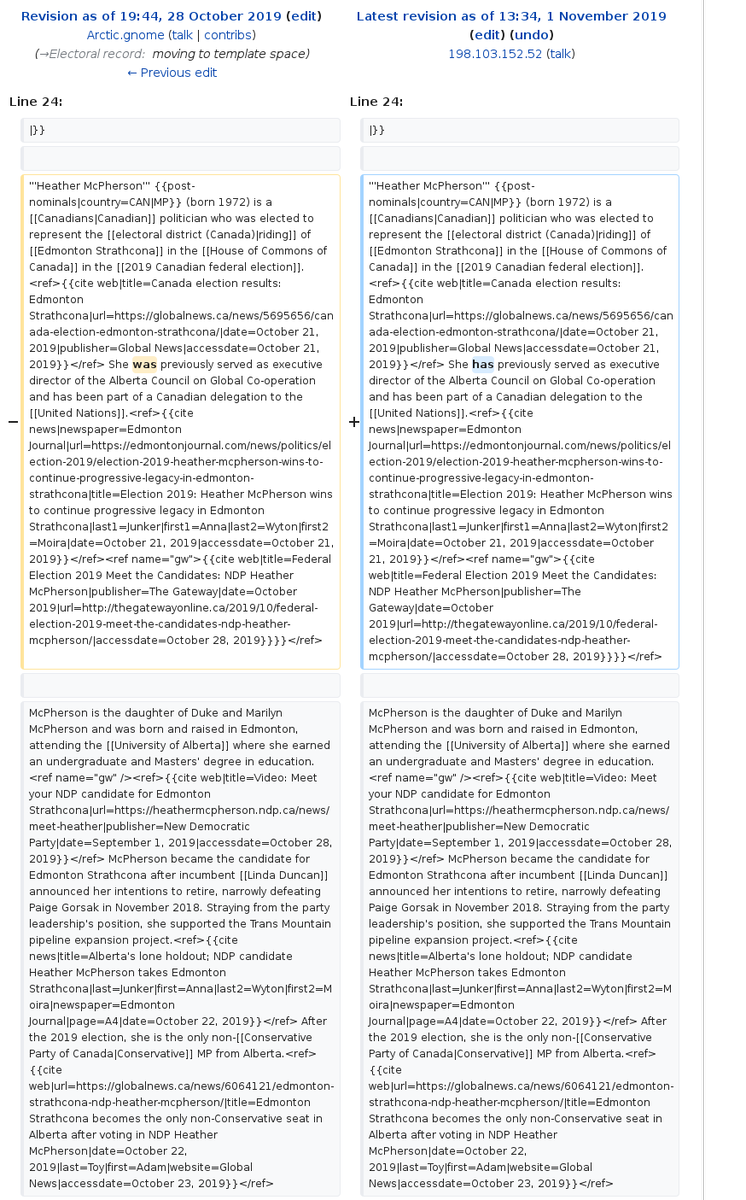 Revision as of 19:44, 28 October 2019 (edit)
Arctic.gnome (talk | contribs)
(→Electoral record: moving to template space)
← Previous edit
Latest revision as of 13:34, 1 November 2019
(edit) (undo)
198.103.152.52 (talk)
Line 24:
Line 24:
|}}
|}}
−
'''Heather McPherson''' {{post-
nominals|country=CAN|MP}} (born 1972) is a
[[Canadians|Canadian]] politician who was elected to
represent the [[electoral district (Canada)|riding]] of
[[Edmonton Strathcona]] in the [[House of Commons of
Canada]] in the [[2019 Canadian federal election]].
<ref>{{cite web|title=Canada election results:
Edmonton
Strathcona|url=https://globalnews.ca/news/5695656/can
ada-election-edmonton-strathcona/|date=October 21,
2019|publisher=Global News|accessdate=October 21,
2019}}</ref> She was previously served as executive
director of the Alberta Council on Global Co-operation
and has been part of a Canadian delegation to the
[[United Nations]].<ref>{{cite
news|newspaper=Edmonton
Journal|url=https://edmontonjournal.com/news/politics/el
ection-2019/election-2019-heather-mcpherson-wins-to-
continue-progressive-legacy-in-edmonton-
strathcona|title=Election 2019: Heather McPherson wins
to continue progressive legacy in Edmonton
Strathcona|last1=Junker|first1=Anna|last2=Wyton|first2
=Moira|date=October 21, 2019|accessdate=October 21,
2019}}</ref><ref name="gw">{{cite web|title=Federal
Election 2019 Meet the Candidates: NDP Heather
McPherson|publisher=The Gateway|date=October
2019|url=http://thegatewayonline.ca/2019/10/federal-
election-2019-meet-the-candidates-ndp-heather-
mcpherson/|accessdate=October 28, 2019}}}}</ref>
+
'''Heather McPherson''' {{post-
nominals|country=CAN|MP}} (born 1972) is a
[[Canadians|Canadian]] politician who was elected to
represent the [[electoral district (Canada)|riding]] of
[[Edmonton Strathcona]] in the [[House of Commons of
Canada]] in the [[2019 Canadian federal election]].
<ref>{{cite web|title=Canada election results:
Edmonton
Strathcona|url=https://globalnews.ca/news/5695656/can
ada-election-edmonton-strathcona/|date=October 21,
2019|publisher=Global News|accessdate=October 21,
2019}}</ref> She has previously served as executive
director of the Alberta Council on Global Co-operation
and has been part of a Canadian delegation to the
[[United Nations]].<ref>{{cite
news|newspaper=Edmonton
Journal|url=https://edmontonjournal.com/news/politics/el
ection-2019/election-2019-heather-mcpherson-wins-to-
continue-progressive-legacy-in-edmonton-
strathcona|title=Election 2019: Heather McPherson wins
to continue progressive legacy in Edmonton
Strathcona|last1=Junker|first1=Anna|last2=Wyton|first2
=Moira|date=October 21, 2019|accessdate=October
21, 2019}}</ref><ref name="gw">{{cite
web|title=Federal Election 2019 Meet the Candidates:
NDP Heather McPherson|publisher=The
Gateway|date=October
2019|url=http://thegatewayonline.ca/2019/10/federal-
election-2019-meet-the-candidates-ndp-heather-
mcpherson/|accessdate=October 28, 2019}}}}</ref>
McPherson is the daughter of Duke and Marilyn
McPherson and was born and raised in Edmonton,
attending the [[University of Alberta]] where she earned
an undergraduate and Masters' degree in education.
<ref name="gw" /><ref>{{cite web|title=Video: Meet
your NDP candidate for Edmonton
Strathcona|url=https://heathermcpherson.ndp.ca/news/
meet-heather|publisher=New Democratic
Party|date=September 1, 2019|accessdate=October 28,
2019}}</ref> McPherson became the candidate for
Edmonton Strathcona after incumbent [[Linda Duncan]]
announced her intentions to retire, narrowly defeating
Paige Gorsak in November 2018. Straying from the party
leadership's position, she supported the Trans Mountain
pipeline expansion project.<ref>{{cite
news|title=Alberta's lone holdout; NDP candidate
Heather McPherson takes Edmonton
Strathcona|last=Junker|first=Anna|last2=Wyton|first2=M
oira|newspaper=Edmonton
Journal|page=A4|date=October 22, 2019}}</ref> After
the 2019 election, she is the only non-[[Conservative
Party of Canada|Conservative]] MP from Alberta.<ref>
{{cite
web|url=https://globalnews.ca/news/6064121/edmonton-
strathcona-ndp-heather-mcpherson/|title=Edmonton
Strathcona becomes the only non-Conservative seat in
Alberta after voting in NDP Heather
McPherson|date=October 22,
2019|last=Toy|first=Adam|website=Global
News|accessdate=October 23, 2019}}</ref>
McPherson is the daughter of Duke and Marilyn
McPherson and was born and raised in Edmonton,
attending the [[University of Alberta]] where she earned
an undergraduate and Masters' degree in education.
<ref name="gw" /><ref>{{cite web|title=Video: Meet
your NDP candidate for Edmonton
Strathcona|url=https://heathermcpherson.ndp.ca/news/
meet-heather|publisher=New Democratic
Party|date=September 1, 2019|accessdate=October 28,
2019}}</ref> McPherson became the candidate for
Edmonton Strathcona after incumbent [[Linda Duncan]]
announced her intentions to retire, narrowly defeating
Paige Gorsak in November 2018. Straying from the party
leadership's position, she supported the Trans Mountain
pipeline expansion project.<ref>{{cite
news|title=Alberta's lone holdout; NDP candidate
Heather McPherson takes Edmonton
Strathcona|last=Junker|first=Anna|last2=Wyton|first2=M
oira|newspaper=Edmonton
Journal|page=A4|date=October 22, 2019}}</ref> After
the 2019 election, she is the only non-[[Conservative
Party of Canada|Conservative]] MP from Alberta.<ref>
{{cite
web|url=https://globalnews.ca/news/6064121/edmonton-
strathcona-ndp-heather-mcpherson/|title=Edmonton
Strathcona becomes the only non-Conservative seat in
Alberta after voting in NDP Heather
McPherson|date=October 22,
2019|last=Toy|first=Adam|website=Global
News|accessdate=October 23, 2019}}</ref>